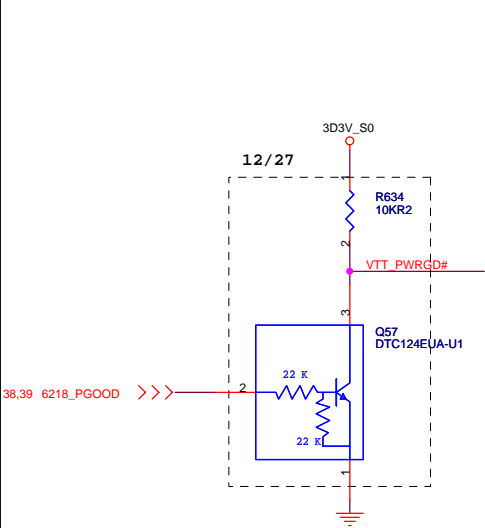 3D3V_S0
12/27
1
R634
10KR2
2
VTT_PWRGD#
3
Q57
DTC124EUA-U1
22 K
38,39 6218_PGOOD
2
22 K
1